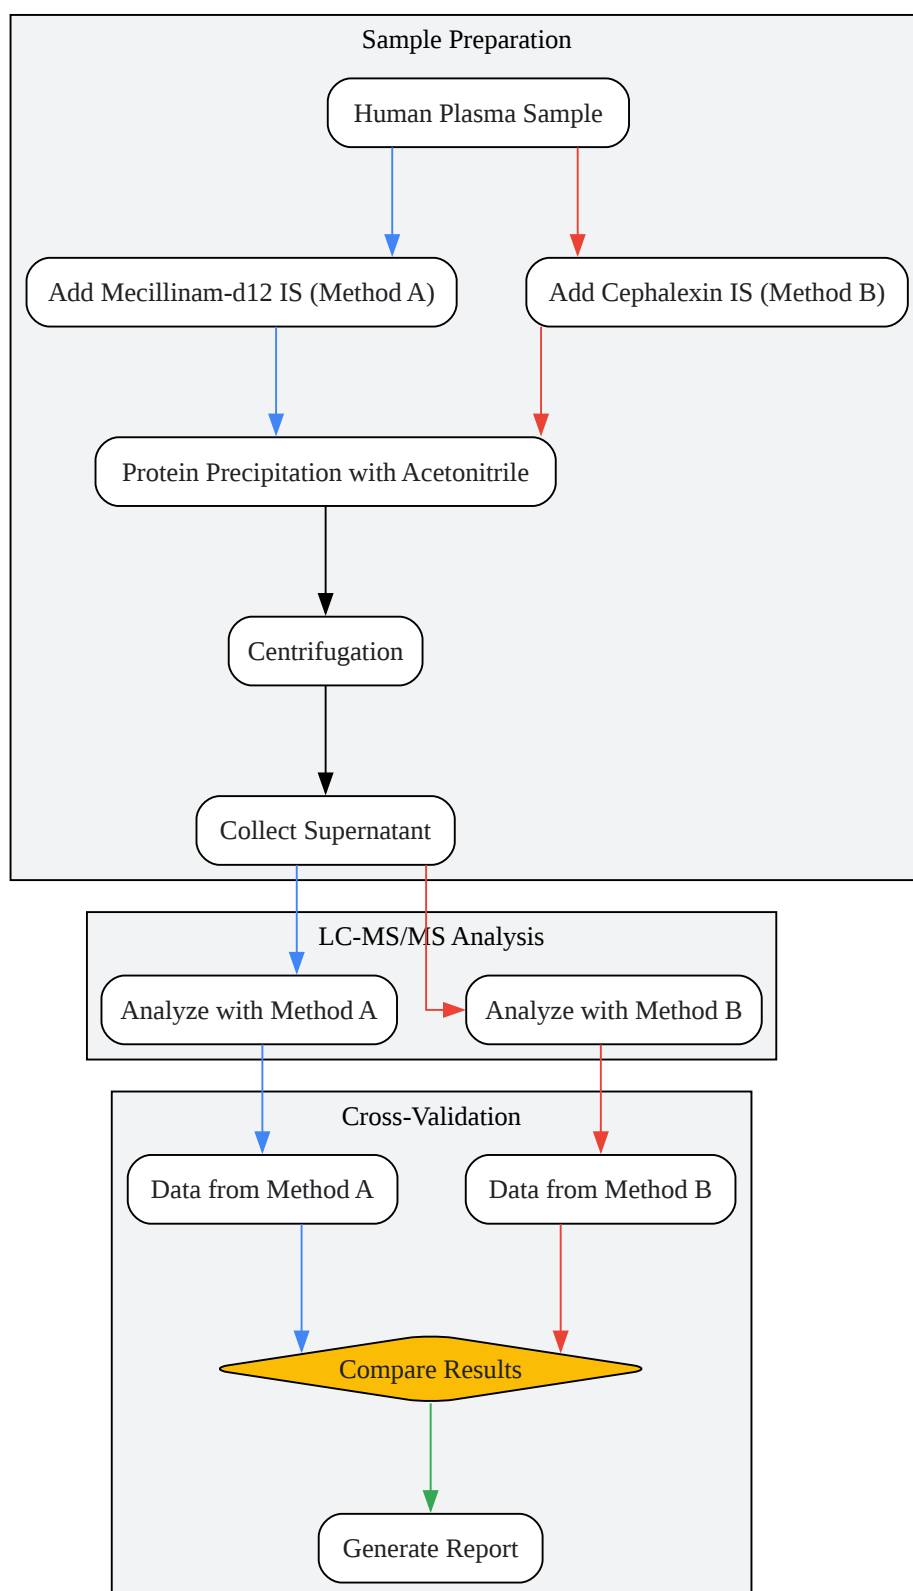 Sample Preparation
Human Plasma Sample
Add Mecillinam-d12 IS (Method A)
Add Cephalexin IS (Method B)
Protein Precipitation with Acetonitrile
Centrifugation
Collect Supernatant
LC-MS/MS Analysis
Analyze with Method A
Analyze with Method B
Cross-Validation
Data from Method A
Data from Method B
Compare Results
Generate Report